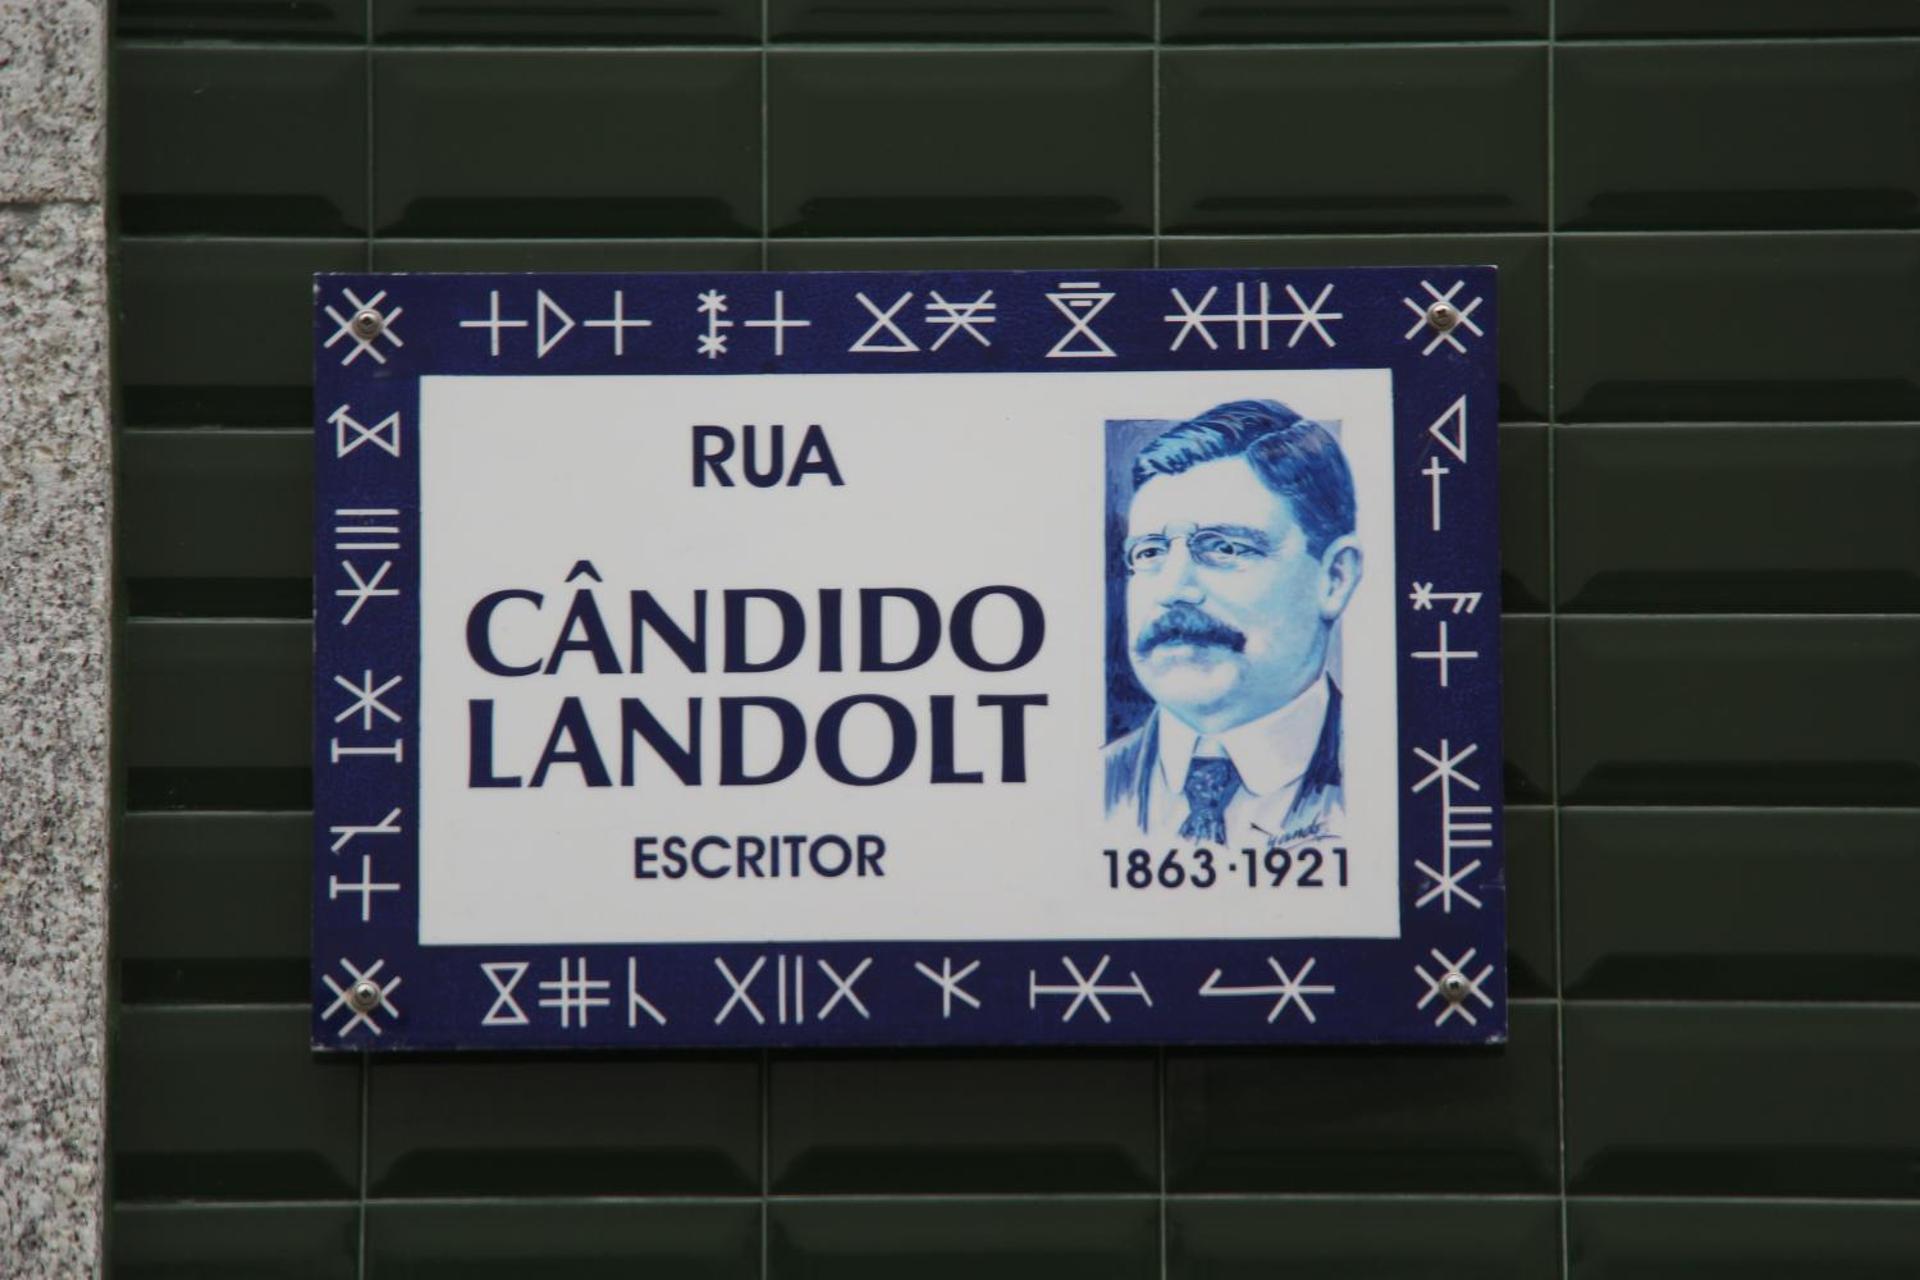 RUA
CÂNDIDO
LANDOLT
ESCRITOR
1863·1921